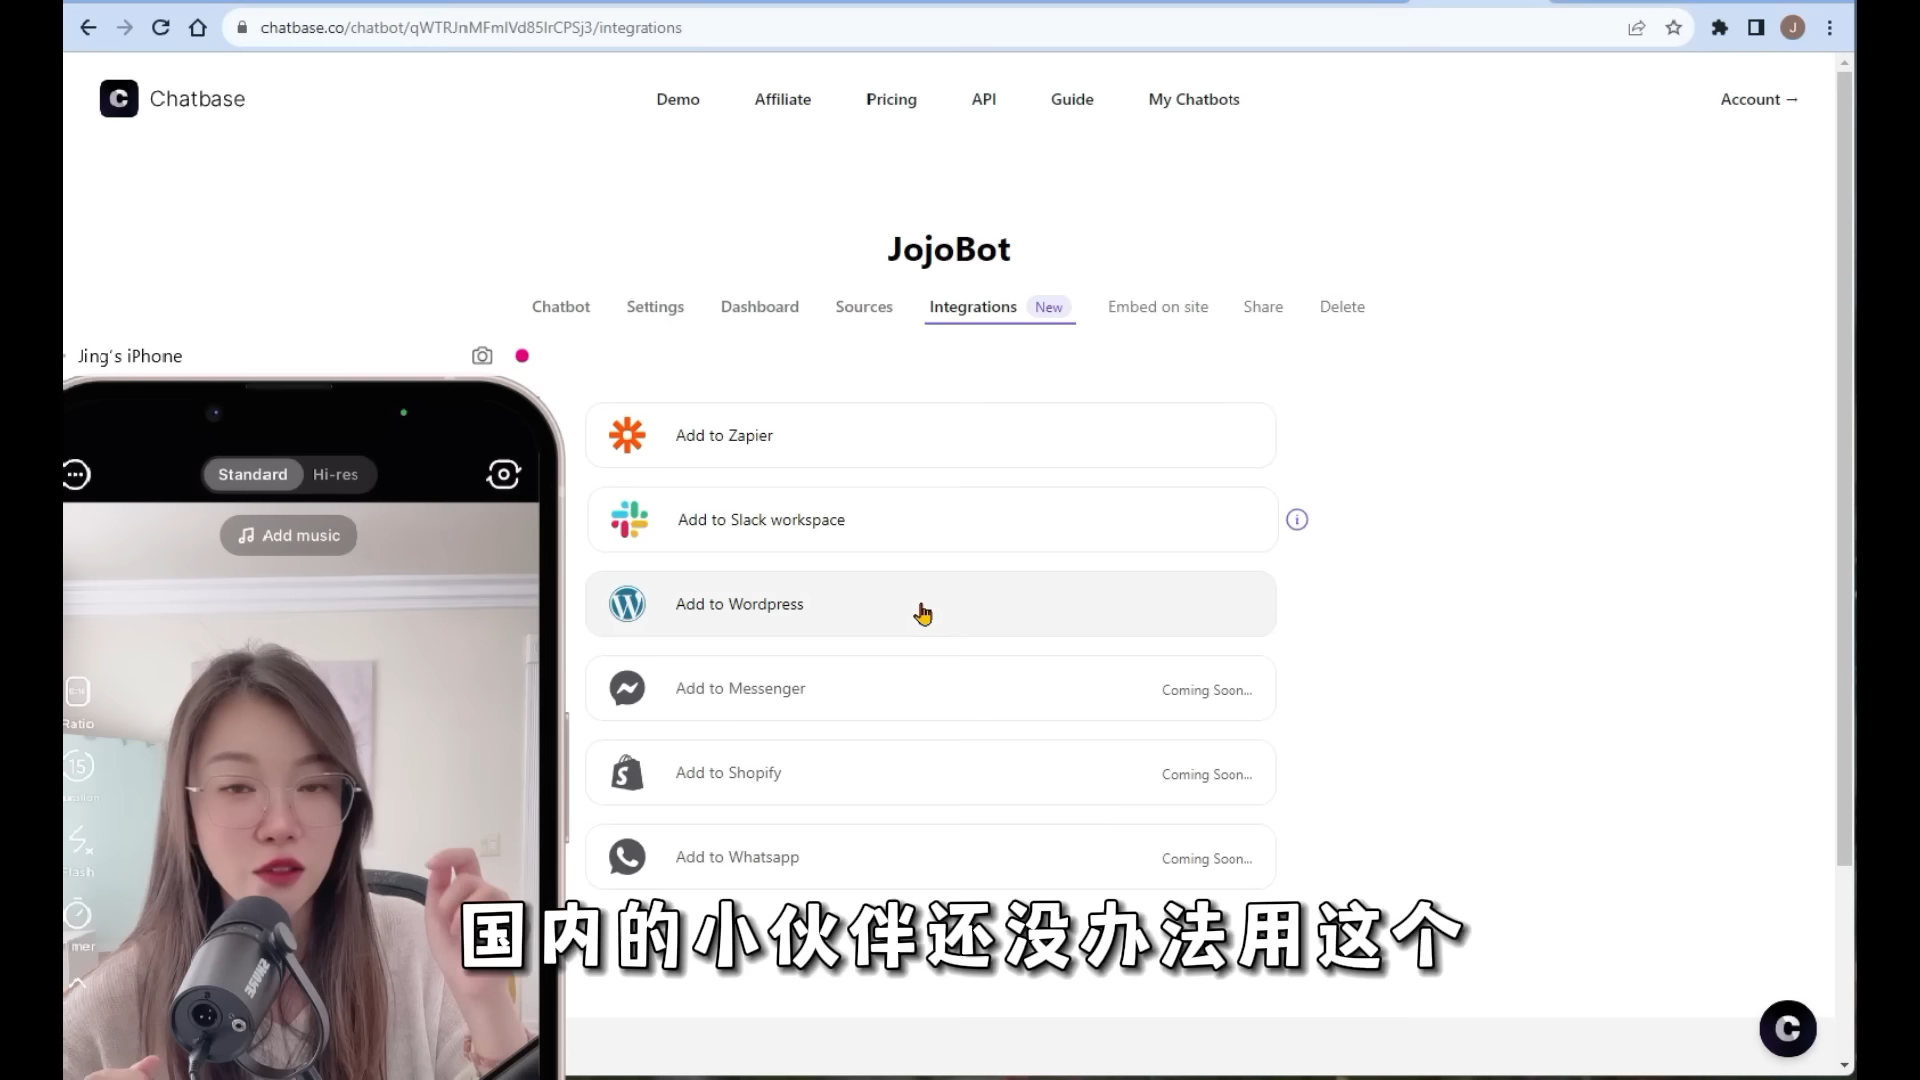 chatbase.co/chatbot/qWTRJnMFmlVd85lrCPSj3/integrations
J
C Chatbase
Demo Affiliate Pricing API Guide My Chatbots Account →
JojoBot
Chatbot Settings Dashboard Sources Integrations New Embed on site Share Delete
Jing's iPhone
Standard Hi-res
Add music
Ratio
15
Flash
mer
SHURE
Add to Zapier
Add to Slack workspace
Add to Wordpress
Add to Messenger Coming Soon...
Add to Shopify Coming Soon...
Add to Whatsapp Coming Soon...
国内的小伙伴还没办法用这个
C